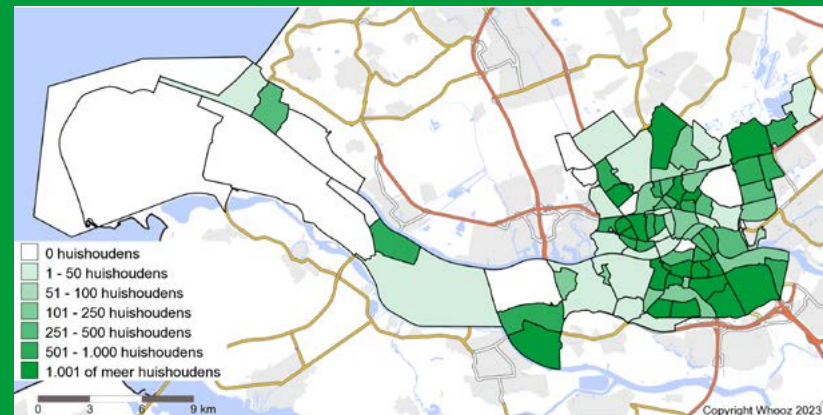 0 huishoudens
1 - 50 huishoudens
51 - 100 huishoudens
101 - 250 huishoudens
251 - 500 huishoudens
501 - 1.000 huishoudens
1.001 of meer huishoudens
0 3 6 9 km
Copyright Whooz 2023